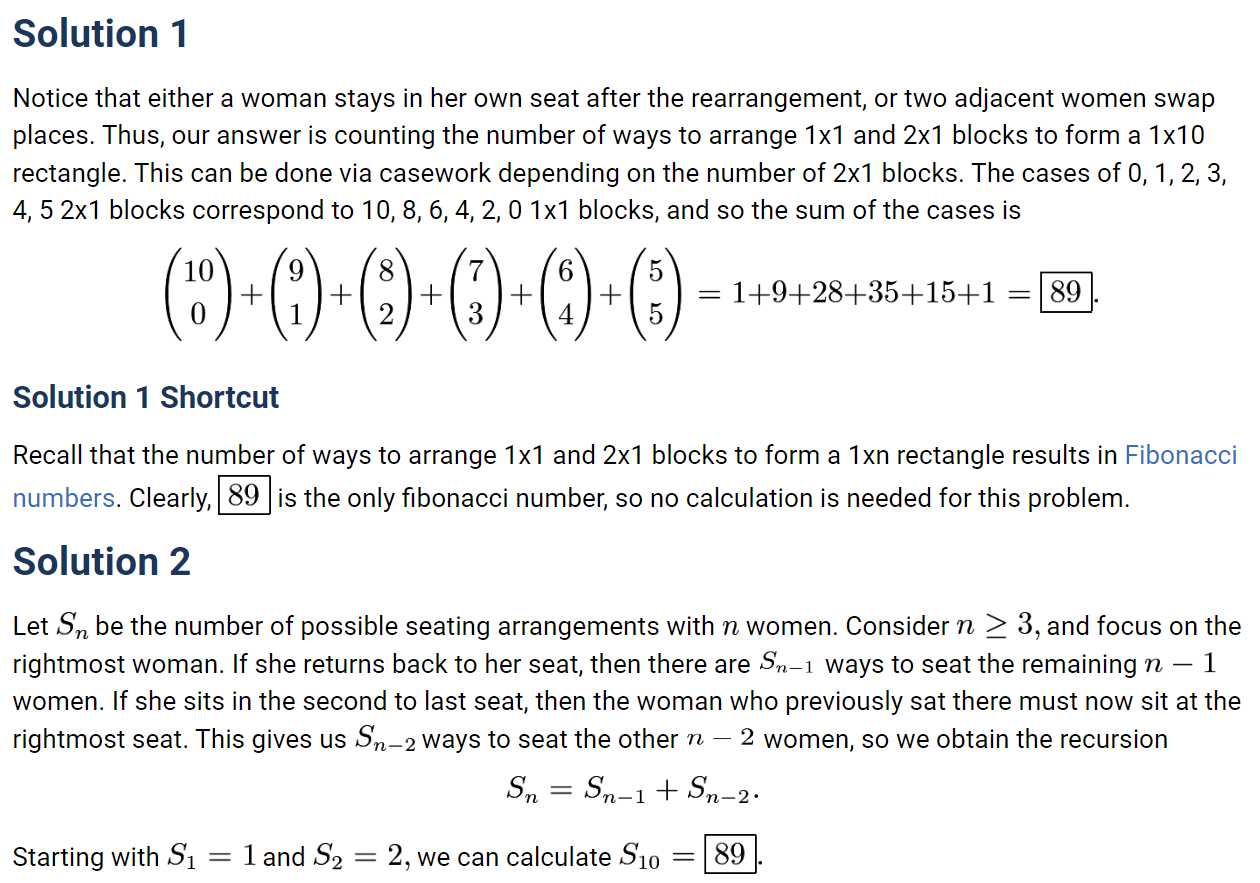 Solution 1
Notice that either a woman stays in her own seat after the rearrangement, or two adjacent women swap
places. Thus, our answer is counting the number of ways to arrange 1x1 and 2x1 blocks to form a 1x10
rectangle. This can be done via casework depending on the number of 2x1 blocks. The cases of 0, 1, 2, 3,
4, 5 2x1 blocks correspond to 10, 8, 6, 4, 2, 0 1x1 blocks, and so the sum of the cases is
$\binom{10}{0}+\binom{9}{1}+\binom{8}{2}+\binom{7}{3}+\binom{6}{4}+\binom{5}{5} = 1+9+28+35+15+1 = \boxed{89}.$
Solution 1 Shortcut
Recall that the number of ways to arrange 1x1 and 2x1 blocks to form a 1xn rectangle results in Fibonacci
numbers. Clearly, $\boxed{89}$ is the only fibonacci number, so no calculation is needed for this problem.
Solution 2
Let $S_n$ be the number of possible seating arrangements with $n$ women. Consider $n \geq 3,$ and focus on the
rightmost woman. If she returns back to her seat, then there are $S_{n-1}$ ways to seat the remaining $n-1$
women. If she sits in the second to last seat, then the woman who previously sat there must now sit at the
rightmost seat. This gives us $S_{n-2}$ ways to seat the other $n-2$ women, so we obtain the recursion
$S_n = S_{n-1} + S_{n-2}.$
Starting with $S_1 = 1$ and $S_2 = 2,$ we can calculate $S_{10} = \boxed{89}.$